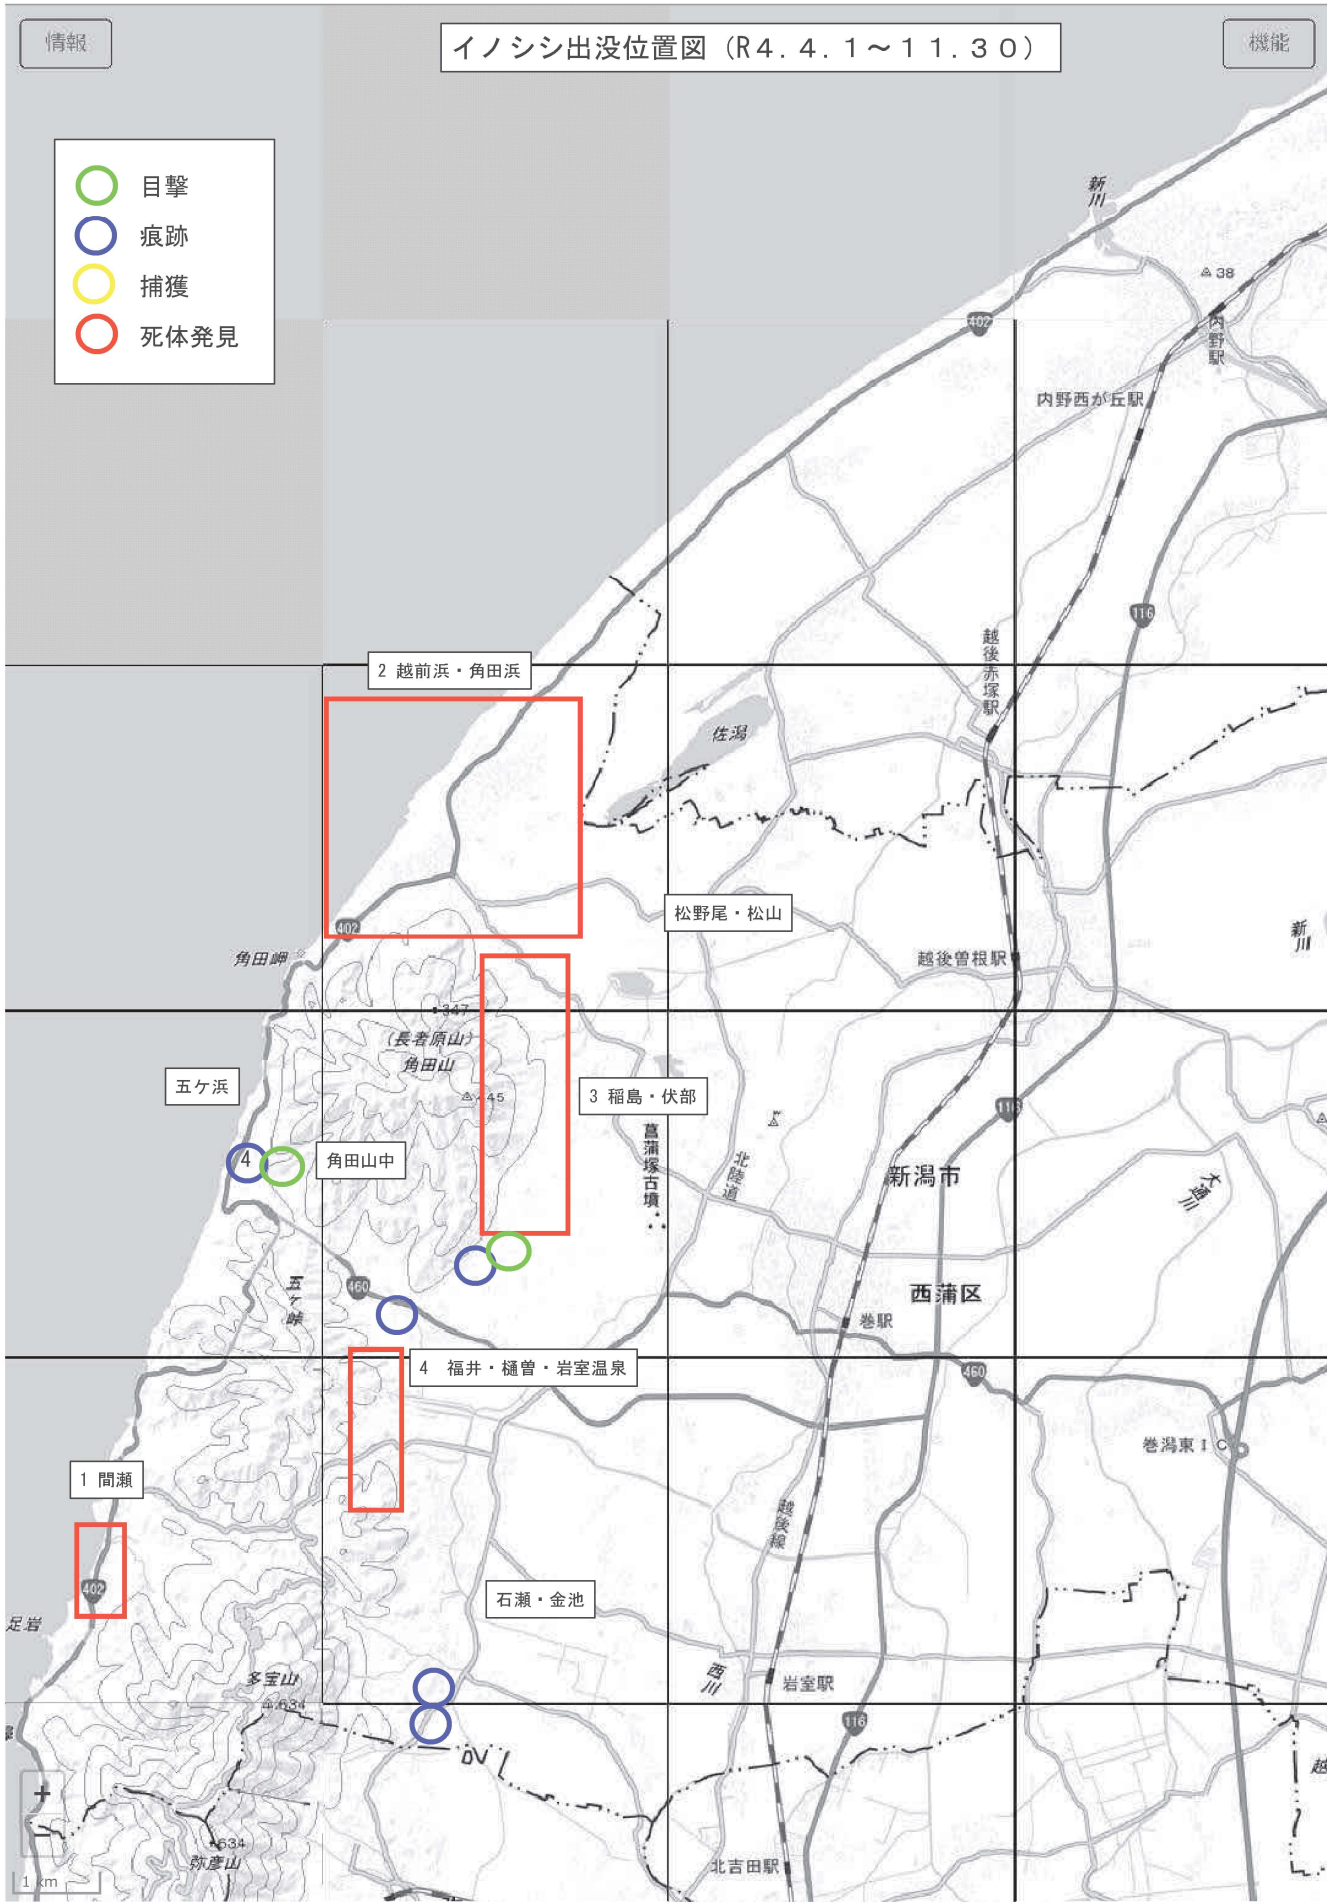 情報
イノシシ出没位置図（R4．4．1～11．30）
機能
目撃
痕跡
捕獲
死体発見
新川
38
402
内野駅
内野西が丘駅
116
越後赤塚駅
2 越前浜・角田浜
佐潟
松野尾・松山
402
角田岬
越後曽根駅
新川
347
(長者原山)
角田山
445
五ケ浜
3 稲島・伏部
116
菖蒲塚古墳
北陸道
4
角田山中
新潟市
大通川
460
五ケ峠
西蒲区
巻駅
4 福井・樋曽・岩室温泉
460
巻潟東IC
1 間瀬
越後線
402
石瀬・金池
足岩
多宝山
634
西川
岩室駅
116
越
+
−
634
弥彦山
北吉田駅
1 km